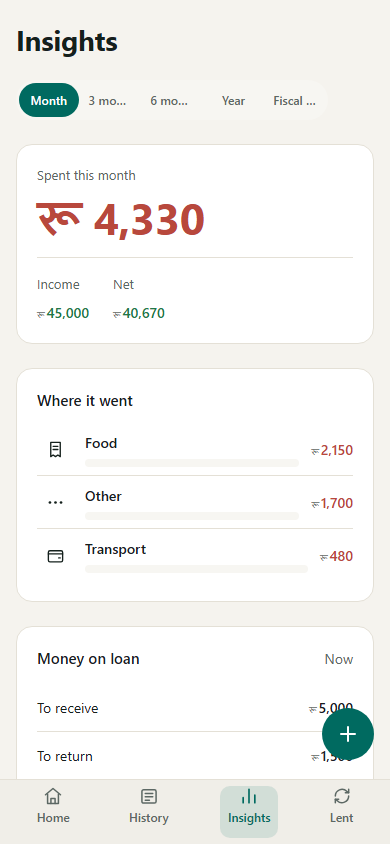 Insights
Month 3 mo... 6 mo... Year Fiscal ...
Spent this month
रू 4,330
Income Net
रू45,000 रू40,670
Where it went
Food
रू2,150
Other
रू1,700
Transport
रू480
Money on loan Now
To receive रू5,000
To return
Home History Insights Lent